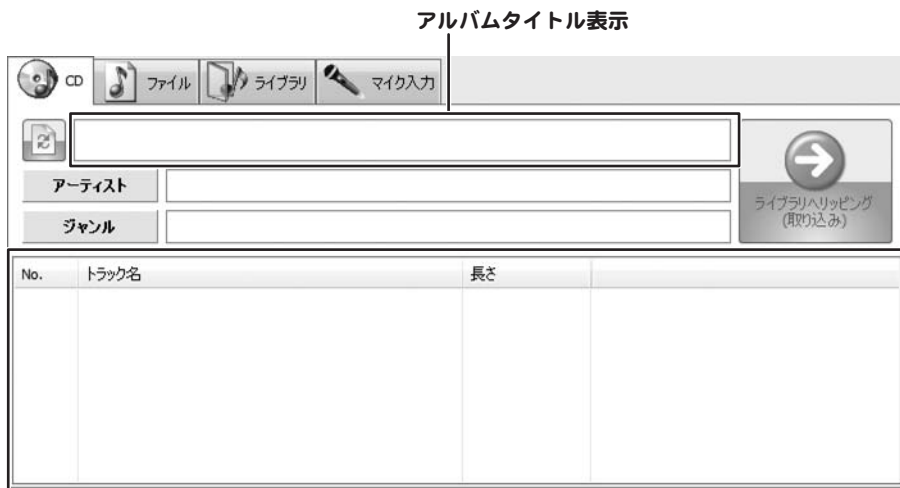 アルバムタイトル表示
CD ファイル ライブラリ マイク入力
アーティスト
ジャンル
ライブラリへリッピング
(取り込み)
No. トラック名 長さ